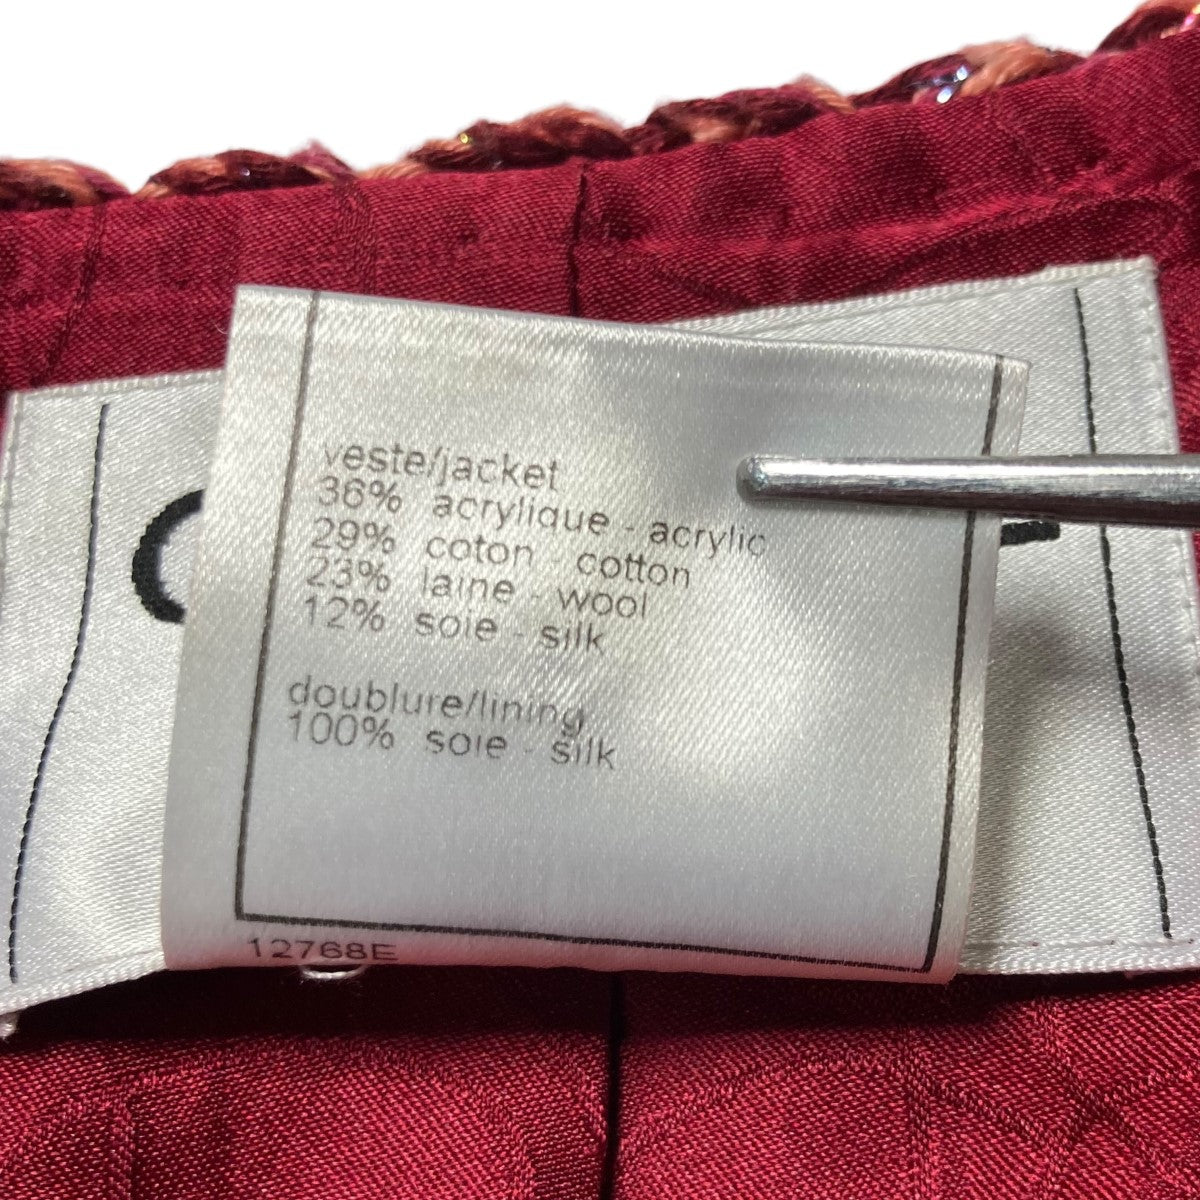 veste/jacket
36% acrylique - acrylic
29% coton - cotton
23% laine - wool
12% soie - silk
doublure/lining
100% soie - silk
12768E